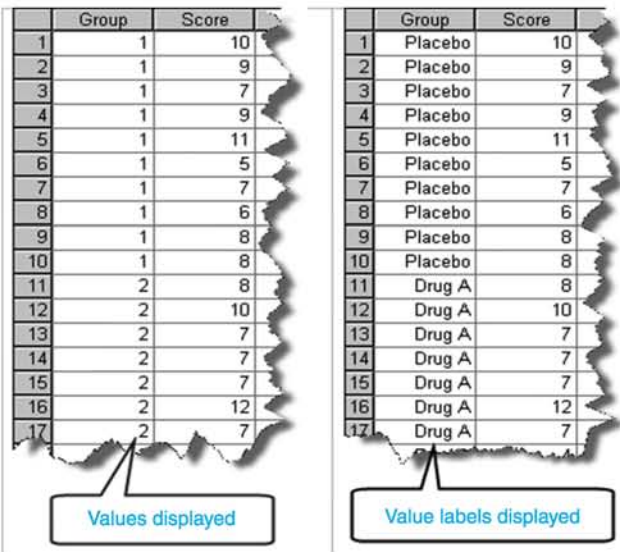 Group Score
1 1 10
2 1 9
3 1 7
4 1 9
5 1 11
6 1 5
7 1 7
8 1 6
9 1 8
10 1 8
11 2 8
12 2 10
13 2 7
14 2 7
15 2 7
16 2 12
17 2 7
Values displayed
Group Score
1 Placebo 10
2 Placebo 9
3 Placebo 7
4 Placebo 9
5 Placebo 11
6 Placebo 5
7 Placebo 7
8 Placebo 6
9 Placebo 8
10 Placebo 8
11 Drug A 8
12 Drug A 10
13 Drug A 7
14 Drug A 7
15 Drug A 7
16 Drug A 12
17 Drug A 7
Value labels displayed